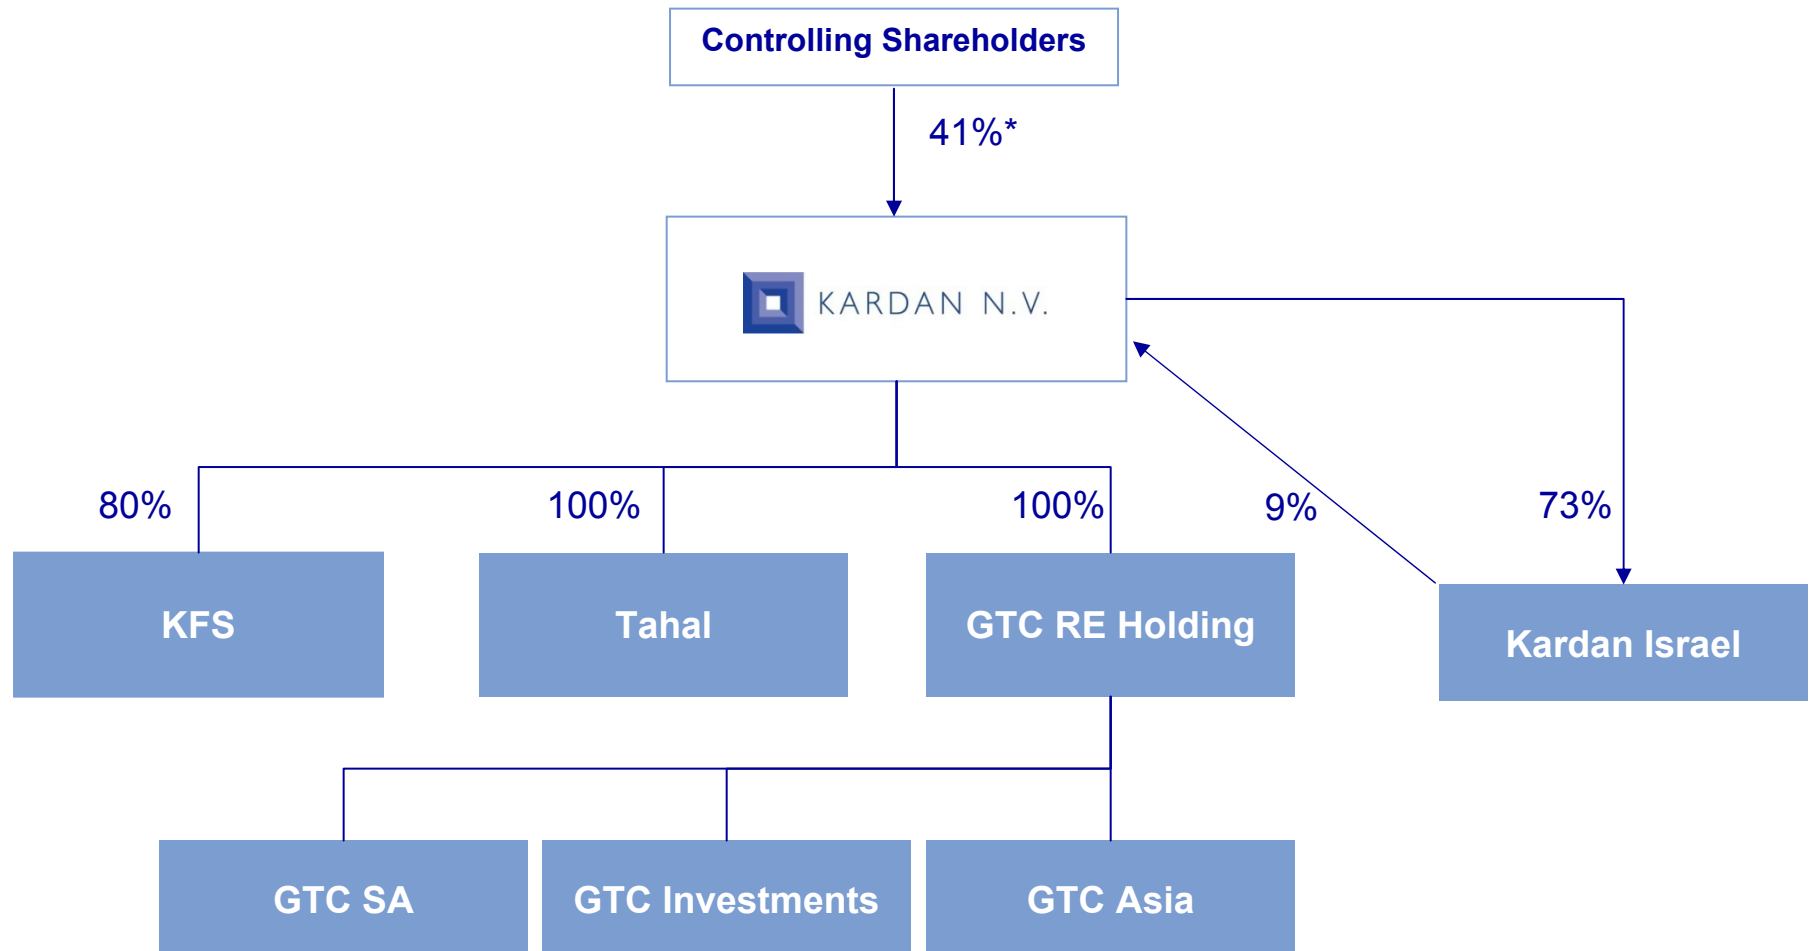 Controlling Shareholders
41%*
KARDAN N.V.
80%
100%
100%
9%
73%
KFS
Tahal
GTC RE Holding
Kardan Israel
GTC SA
GTC Investments
GTC Asia